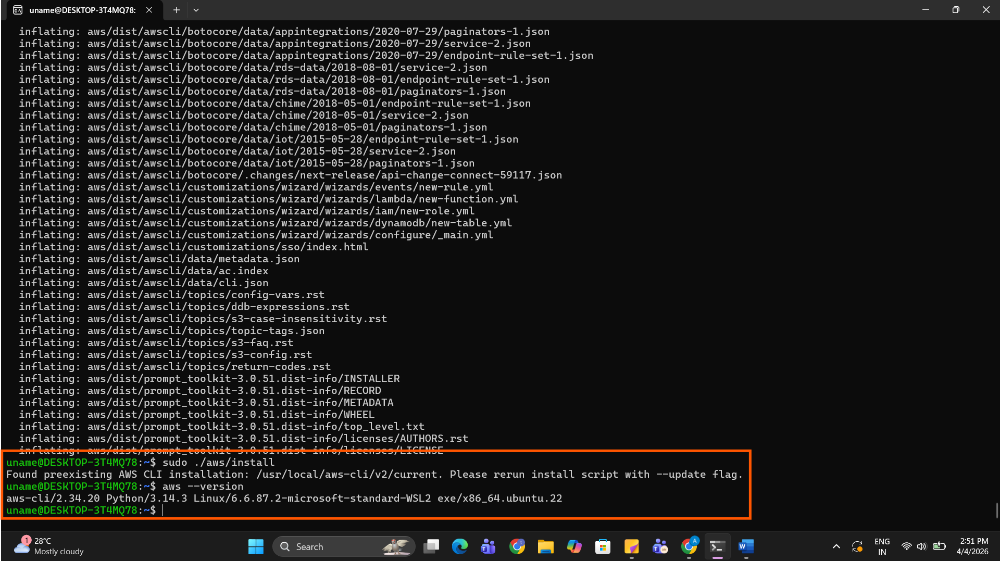 uname@DESKTOP-3T4MQ78:
inflating: aws/dist/awscli/botocore/data/appintegrations/2020-07-29/paginators-1.json
inflating: aws/dist/awscli/botocore/data/appintegrations/2020-07-29/service-2.json
inflating: aws/dist/awscli/botocore/data/appintegrations/2020-07-29/endpoint-rule-set-1.json
inflating: aws/dist/awscli/botocore/data/rds-data/2018-08-01/service-2.json
inflating: aws/dist/awscli/botocore/data/rds-data/2018-08-01/endpoint-rule-set-1.json
inflating: aws/dist/awscli/botocore/data/rds-data/2018-08-01/paginators-1.json
inflating: aws/dist/awscli/botocore/data/chime/2018-05-01/endpoint-rule-set-1.json
inflating: aws/dist/awscli/botocore/data/chime/2018-05-01/service-2.json
inflating: aws/dist/awscli/botocore/data/chime/2018-05-01/paginators-1.json
inflating: aws/dist/awscli/botocore/data/iot/2015-05-28/endpoint-rule-set-1.json
inflating: aws/dist/awscli/botocore/data/iot/2015-05-28/service-2.json
inflating: aws/dist/awscli/botocore/data/iot/2015-05-28/paginators-1.json
inflating: aws/dist/awscli/botocore/.changes/next-release/api-change-connect-59117.json
inflating: aws/dist/awscli/customizations/wizard/wizards/events/new-rule.yml
inflating: aws/dist/awscli/customizations/wizard/wizards/lambda/new-function.yml
inflating: aws/dist/awscli/customizations/wizard/wizards/iam/new-role.yml
inflating: aws/dist/awscli/customizations/wizard/wizards/dynamodb/new-table.yml
inflating: aws/dist/awscli/customizations/wizard/wizards/configure/_main.yml
inflating: aws/dist/awscli/customizations/sso/index.html
inflating: aws/dist/awscli/data/metadata.json
inflating: aws/dist/awscli/data/ac.index
inflating: aws/dist/awscli/data/cli.json
inflating: aws/dist/awscli/topics/config-vars.rst
inflating: aws/dist/awscli/topics/ddb-expressions.rst
inflating: aws/dist/awscli/topics/s3-case-insensitivity.rst
inflating: aws/dist/awscli/topics/topic-tags.json
inflating: aws/dist/awscli/topics/s3-faq.rst
inflating: aws/dist/awscli/topics/s3-config.rst
inflating: aws/dist/awscli/topics/return-codes.rst
inflating: aws/dist/prompt_toolkit-3.0.51.dist-info/INSTALLER
inflating: aws/dist/prompt_toolkit-3.0.51.dist-info/RECORD
inflating: aws/dist/prompt_toolkit-3.0.51.dist-info/METADATA
inflating: aws/dist/prompt_toolkit-3.0.51.dist-info/WHEEL
inflating: aws/dist/prompt_toolkit-3.0.51.dist-info/top_level.txt
inflating: aws/dist/prompt_toolkit-3.0.51.dist-info/licenses/AUTHORS.rst
inflating: aws/dist/prompt_toolkit-3.0.51.dist-info/licenses/LICENSE
uname@DESKTOP-3T4MQ78:~$ sudo ./aws/install
Found preexisting AWS CLI installation: /usr/local/aws-cli/v2/current. Please rerun install script with --update flag.
uname@DESKTOP-3T4MQ78:~$ aws --version
aws-cli/2.34.20 Python/3.14.3 Linux/6.6.87.2-microsoft-standard-WSL2 exe/x86_64.ubuntu.22
uname@DESKTOP-3T4MQ78:~$
1 28°C
Mostly cloudy
Search
ENG
IN
2:51 PM
4/4/2026